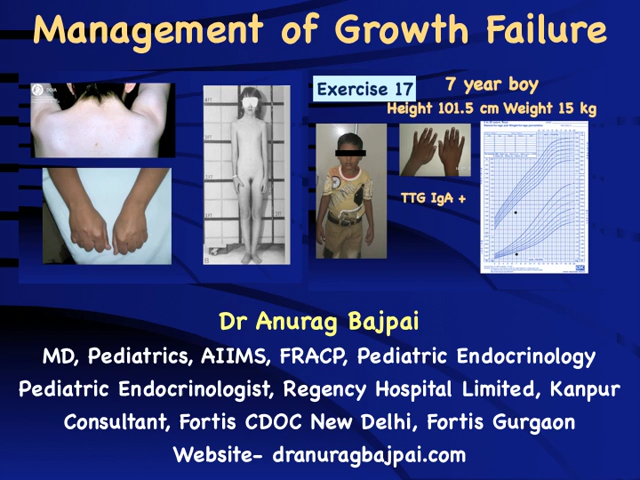 Management of Growth Failure
Exercise 17
7 year boy
Height 101.5 cm Weight 15 kg
TTG IgA +
Dr Anurag Bajpai
MD, Pediatrics, AIIMS, FRACP, Pediatric Endocrinology
Pediatric Endocrinologist, Regency Hospital Limited, Kanpur
Consultant, Fortis CDOC New Delhi, Fortis Gurgaon
Website- dranuragbajpai.com